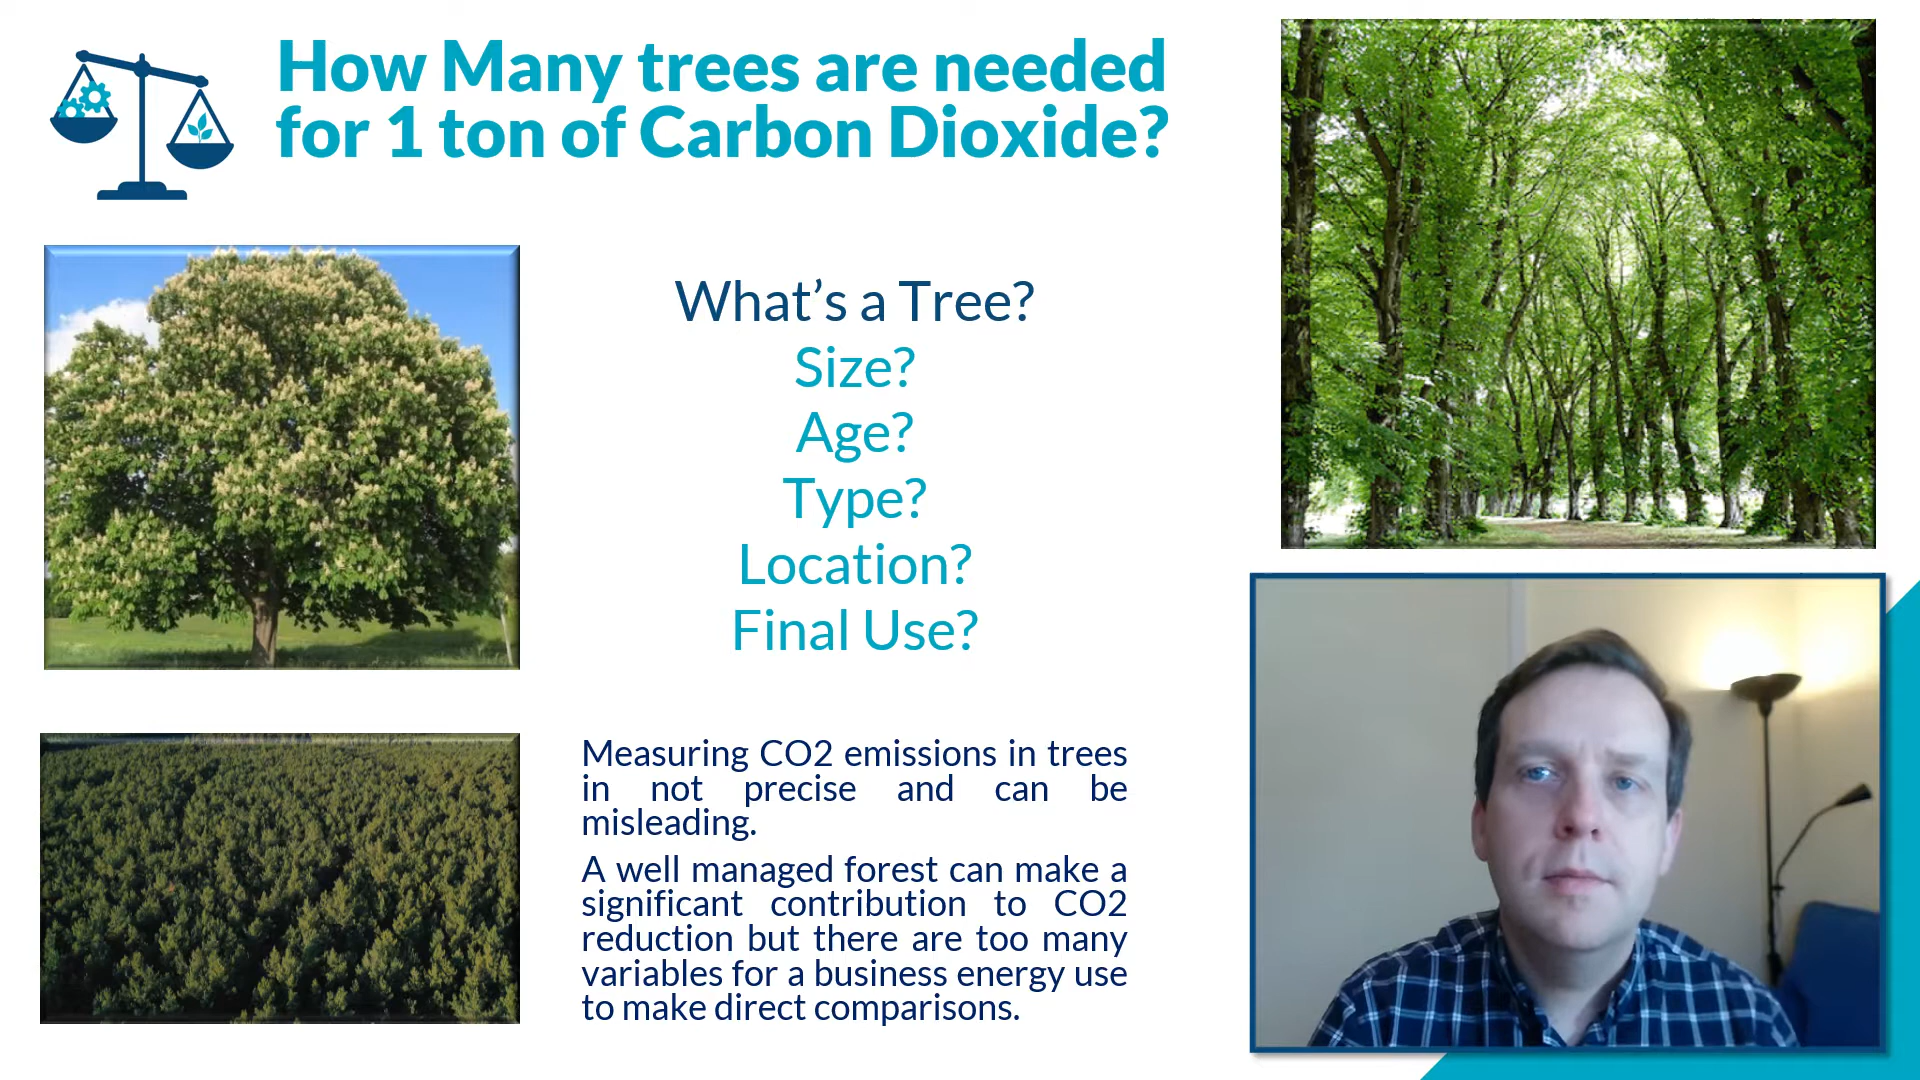 How Many trees are needed
for 1 ton of Carbon Dioxide?
What’s a Tree?
Size?
Age?
Type?
Location?
Final Use?
Measuring CO2 emissions in trees
in not precise and can be
misleading.
A well managed forest can make a
significant contribution to CO2
reduction but there are too many
variables for a business energy use
to make direct comparisons.